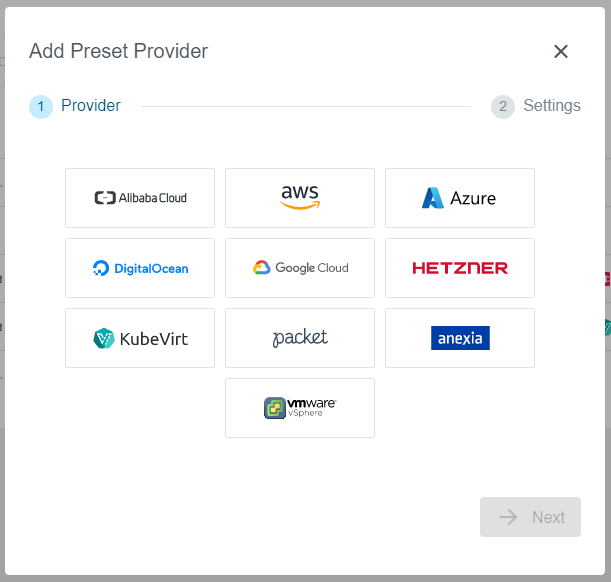 Add Preset Provider
1 Provider
2 Settings
Alibaba Cloud
aws
Azure
DigitalOcean
Google Cloud
HETZNER
KubeVirt
packet
anexia
vmware®
vSphere
Next